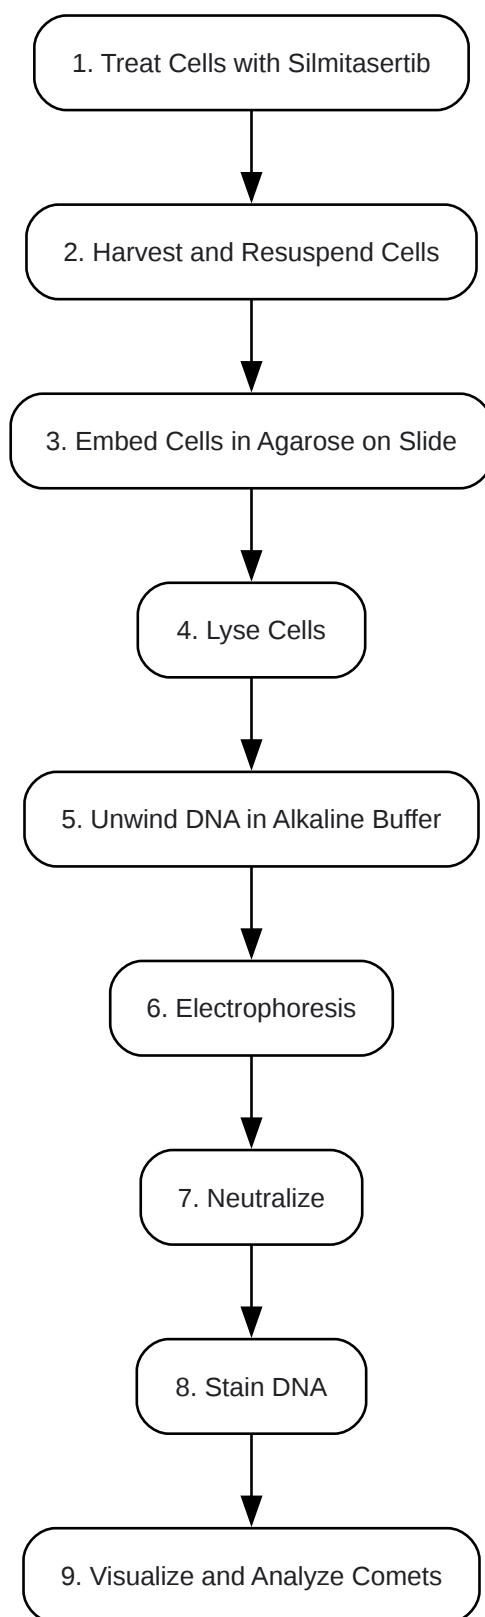 1. Treat Cells with Silmitasertib
2. Harvest and Resuspend Cells
3. Embed Cells in Agarose on Slide
4. Lyse Cells
5. Unwind DNA in Alkaline Buffer
6. Electrophoresis
7. Neutralize
8. Stain DNA
9. Visualize and Analyze Comets